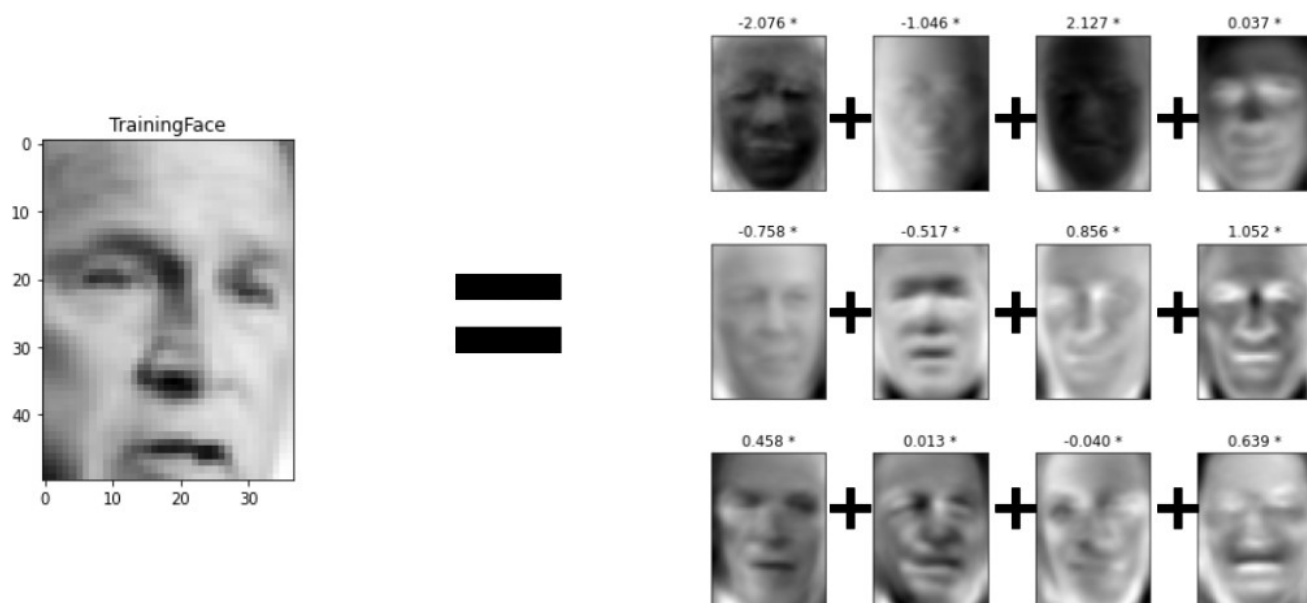 TrainingFace
0
10
20
30
40
0 10 20 30
=
-2.076 * -1.046 * 2.127 * 0.037 *
+ + +
-0.758 * -0.517 * 0.856 * 1.052 *
+ + +
0.458 * 0.013 * -0.040 * 0.639 *
+ + +